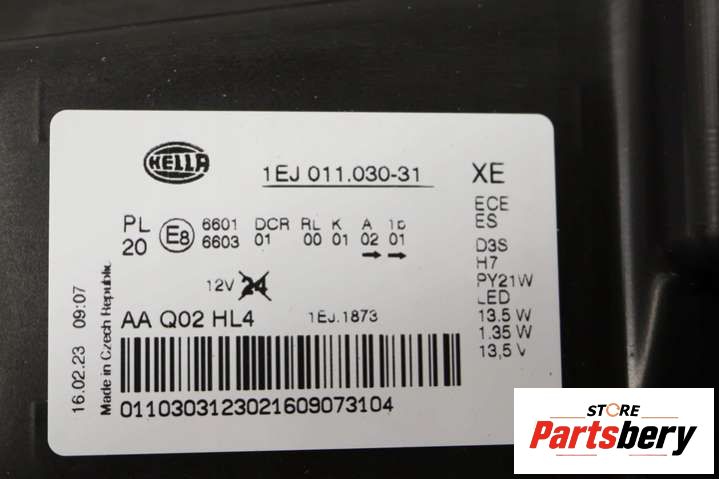 HELLA
1EJ 011.030-31
XE
ECE
ES
D3S
H7
PY21W
LED
13.5 W
1.35 W
13,5 V
PL 6601 DCR RL K A 1b
20 E8 6603 01 00 01 02 01
12V 24
AA Q02 HL4 1EJ.1873
0110303123021609073104
16.02.23 09:07
Made in Czech Republic
STORE
Partsbery